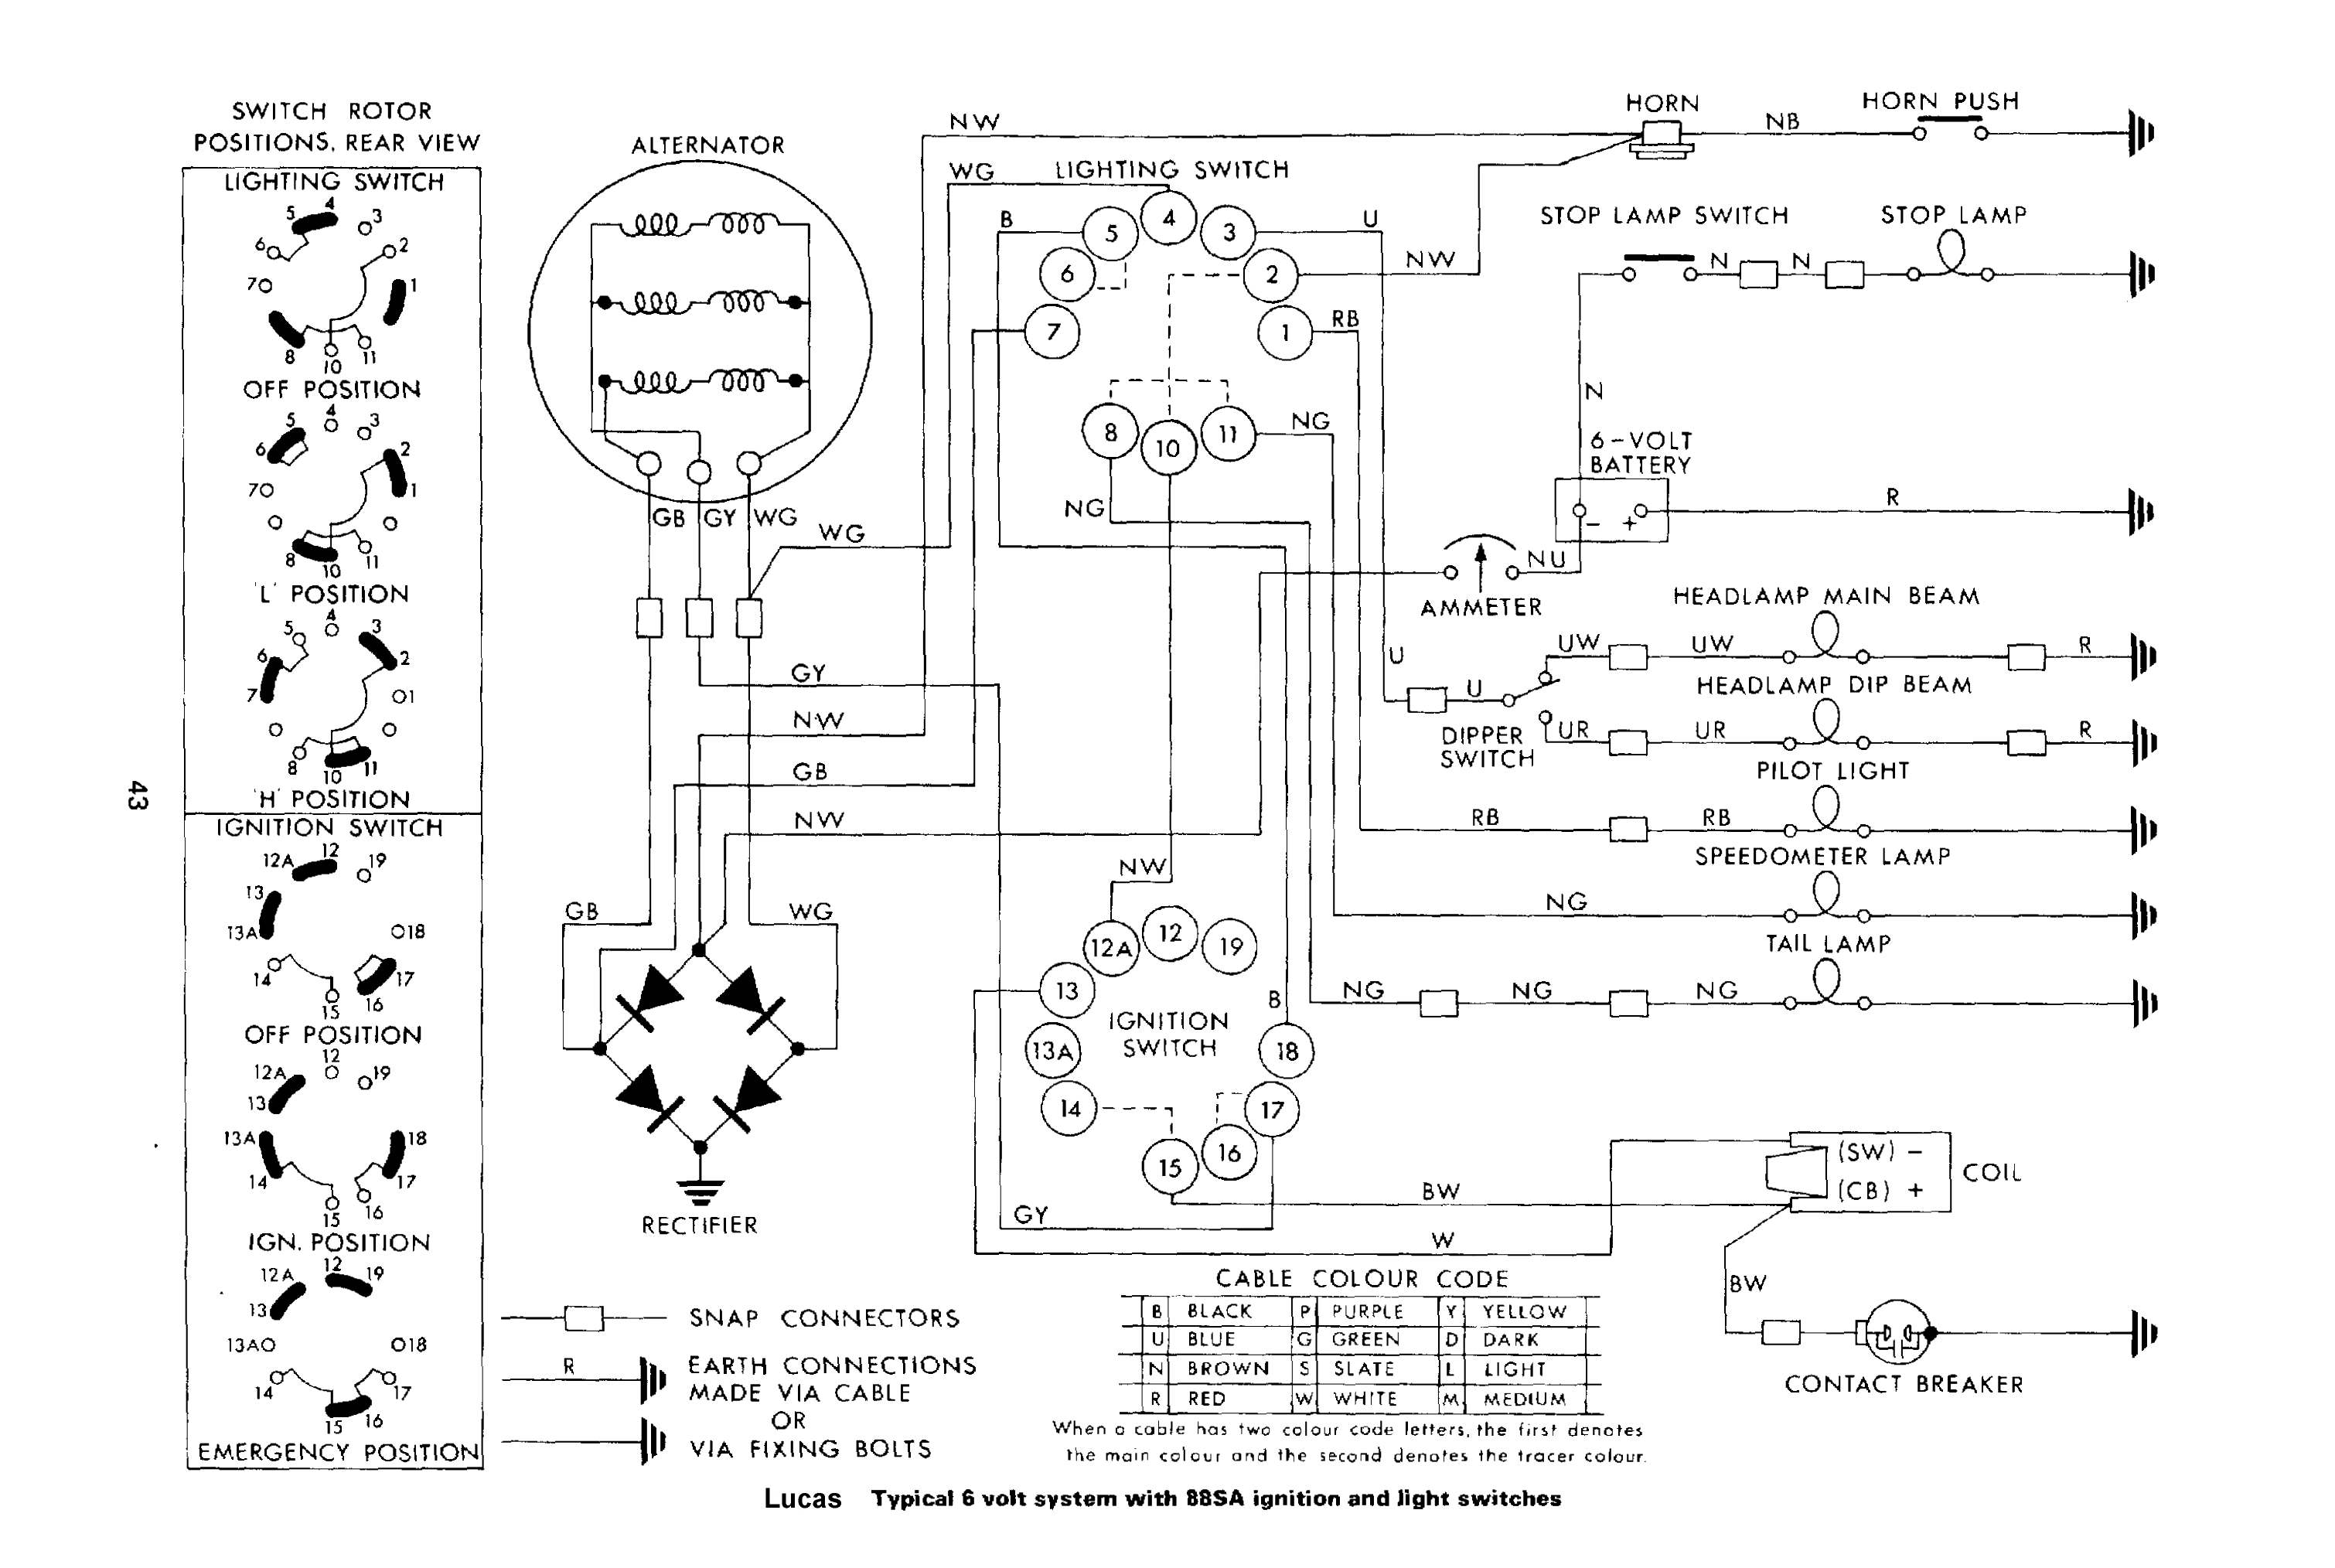 SWITCH ROTOR
POSITIONS, REAR VIEW
LIGHTING SWITCH
5 4 3
6 2
7O 1
8 10 11
OFF POSITION
5 4 3
6 2
7O 1
8 10 11
'L' POSITION
5 4 3
6 2
7 O1
8 10 11
'H' POSITION
IGNITION SWITCH
12A 12 19
13
13A O18
14 17
15 16
OFF POSITION
12
12A 19
13
13A 18
14 17
15 16
IGN. POSITION
12A 12 19
13
13AO O18
14 17
15 16
EMERGENCY POSITION
43
ALTERNATOR
GB GY WG
WG
GY
NW
GB
NW
GB WG
RECTIFIER
NW
WG LIGHTING SWITCH
B 5 4 3 U
6 2 NW
7 1 RB
8 10 11 NG
NG
NW
12A 12 19
13
IGNITION
SWITCH
B
13A 18
14 17
15 16
GY
BW
W
HORN
NB
HORN PUSH
STOP LAMP SWITCH
STOP LAMP
N N
N
6-VOLT
BATTERY
- +
R
NU
AMMETER
HEADLAMP MAIN BEAM
U
UW UW R
U
HEADLAMP DIP BEAM
DIPPER
SWITCH
UR UR R
PILOT LIGHT
RB RB
SPEEDOMETER LAMP
NG
TAIL LAMP
NG NG NG
(SW) -
(CB) +
COIL
BW
CONTACT BREAKER
SNAP CONNECTORS
R
EARTH CONNECTIONS
MADE VIA CABLE
OR
VIA FIXING BOLTS
CABLE COLOUR CODE
B BLACK P PURPLE Y YELLOW
U BLUE G GREEN D DARK
N BROWN S SLATE L LIGHT
R RED W WHITE M MEDIUM
When a cable has two colour code letters, the first denotes
the main colour and the second denotes the tracer colour.
Lucas Typical 6 volt system with 88SA ignition and light switches